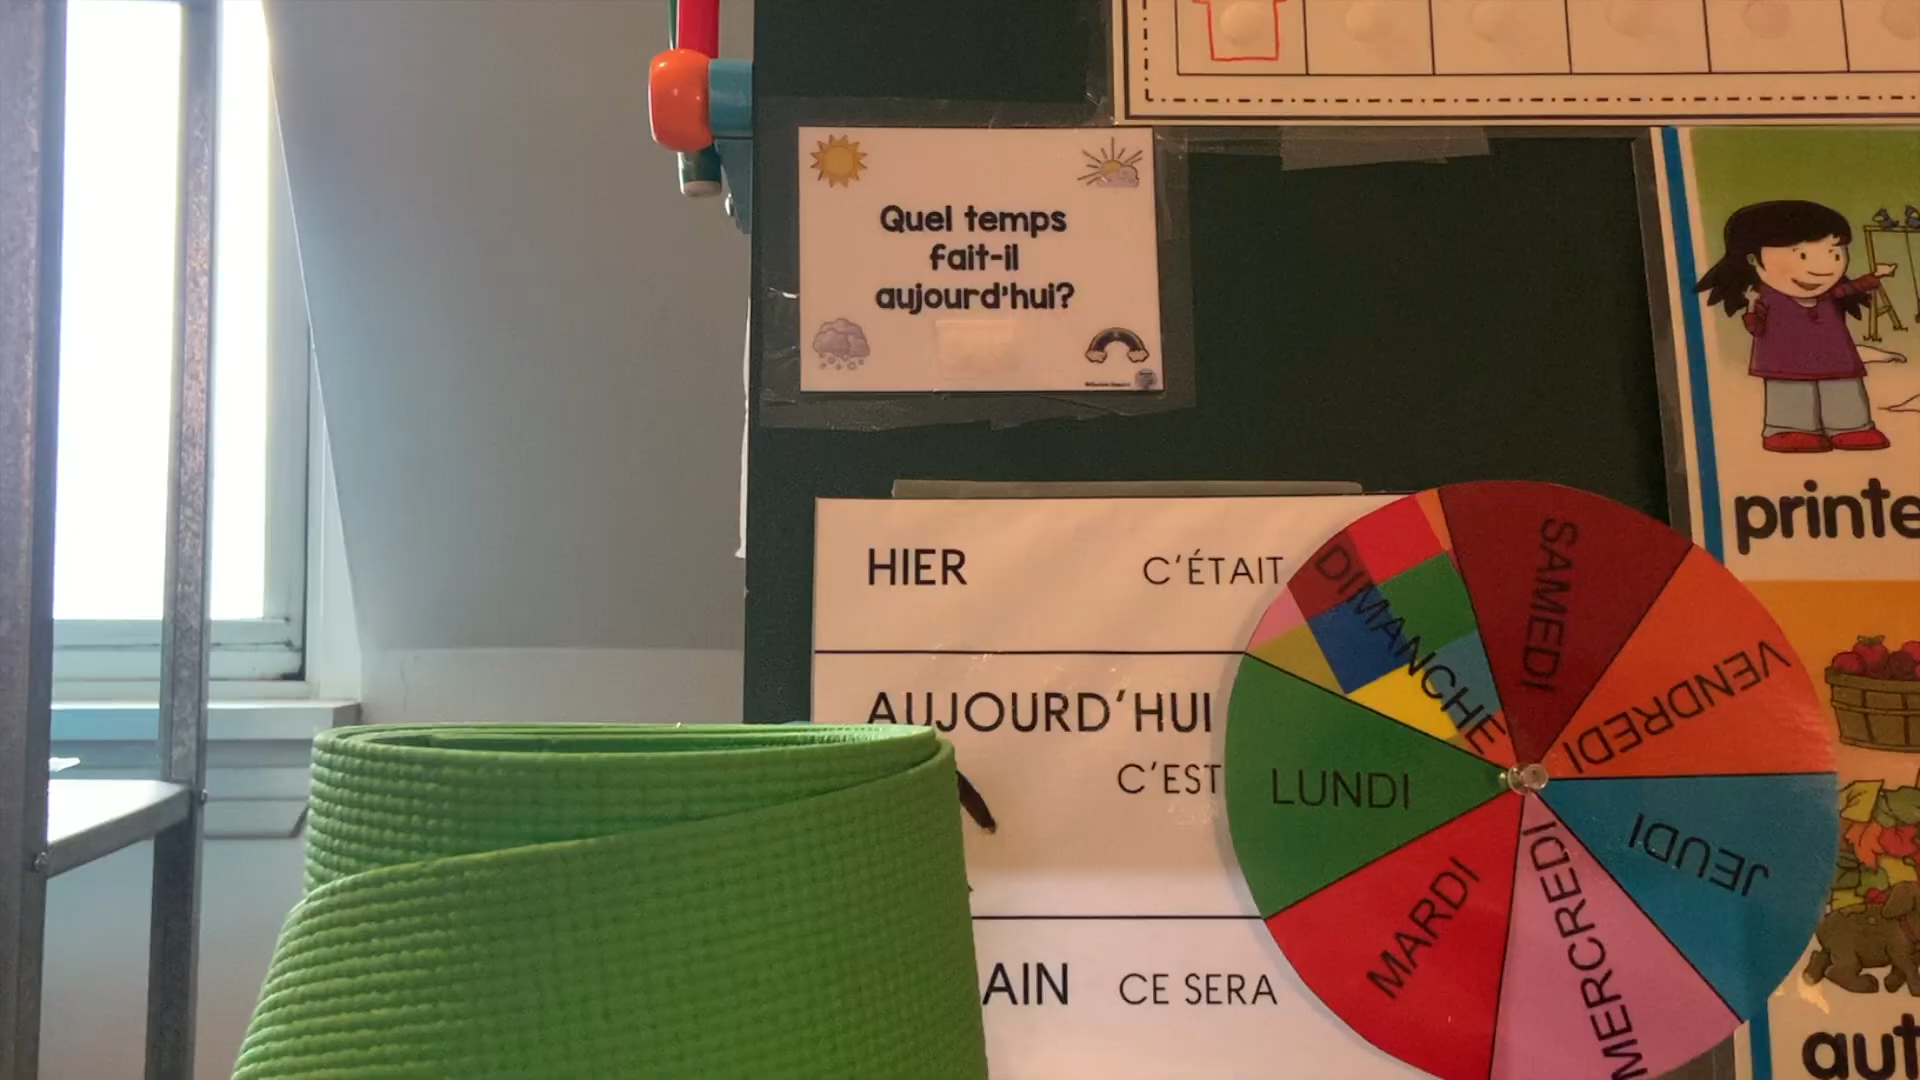 Quel temps
fait-il
aujourd'hui?
HIER C'ÉTAIT
AUJOURD'HUI
C'EST
AIN CE SERA
DIMANCHE
SAMEDI
VENDREDI
JEUDI
MERCREDI
MARDI
LUNDI
printe
aut